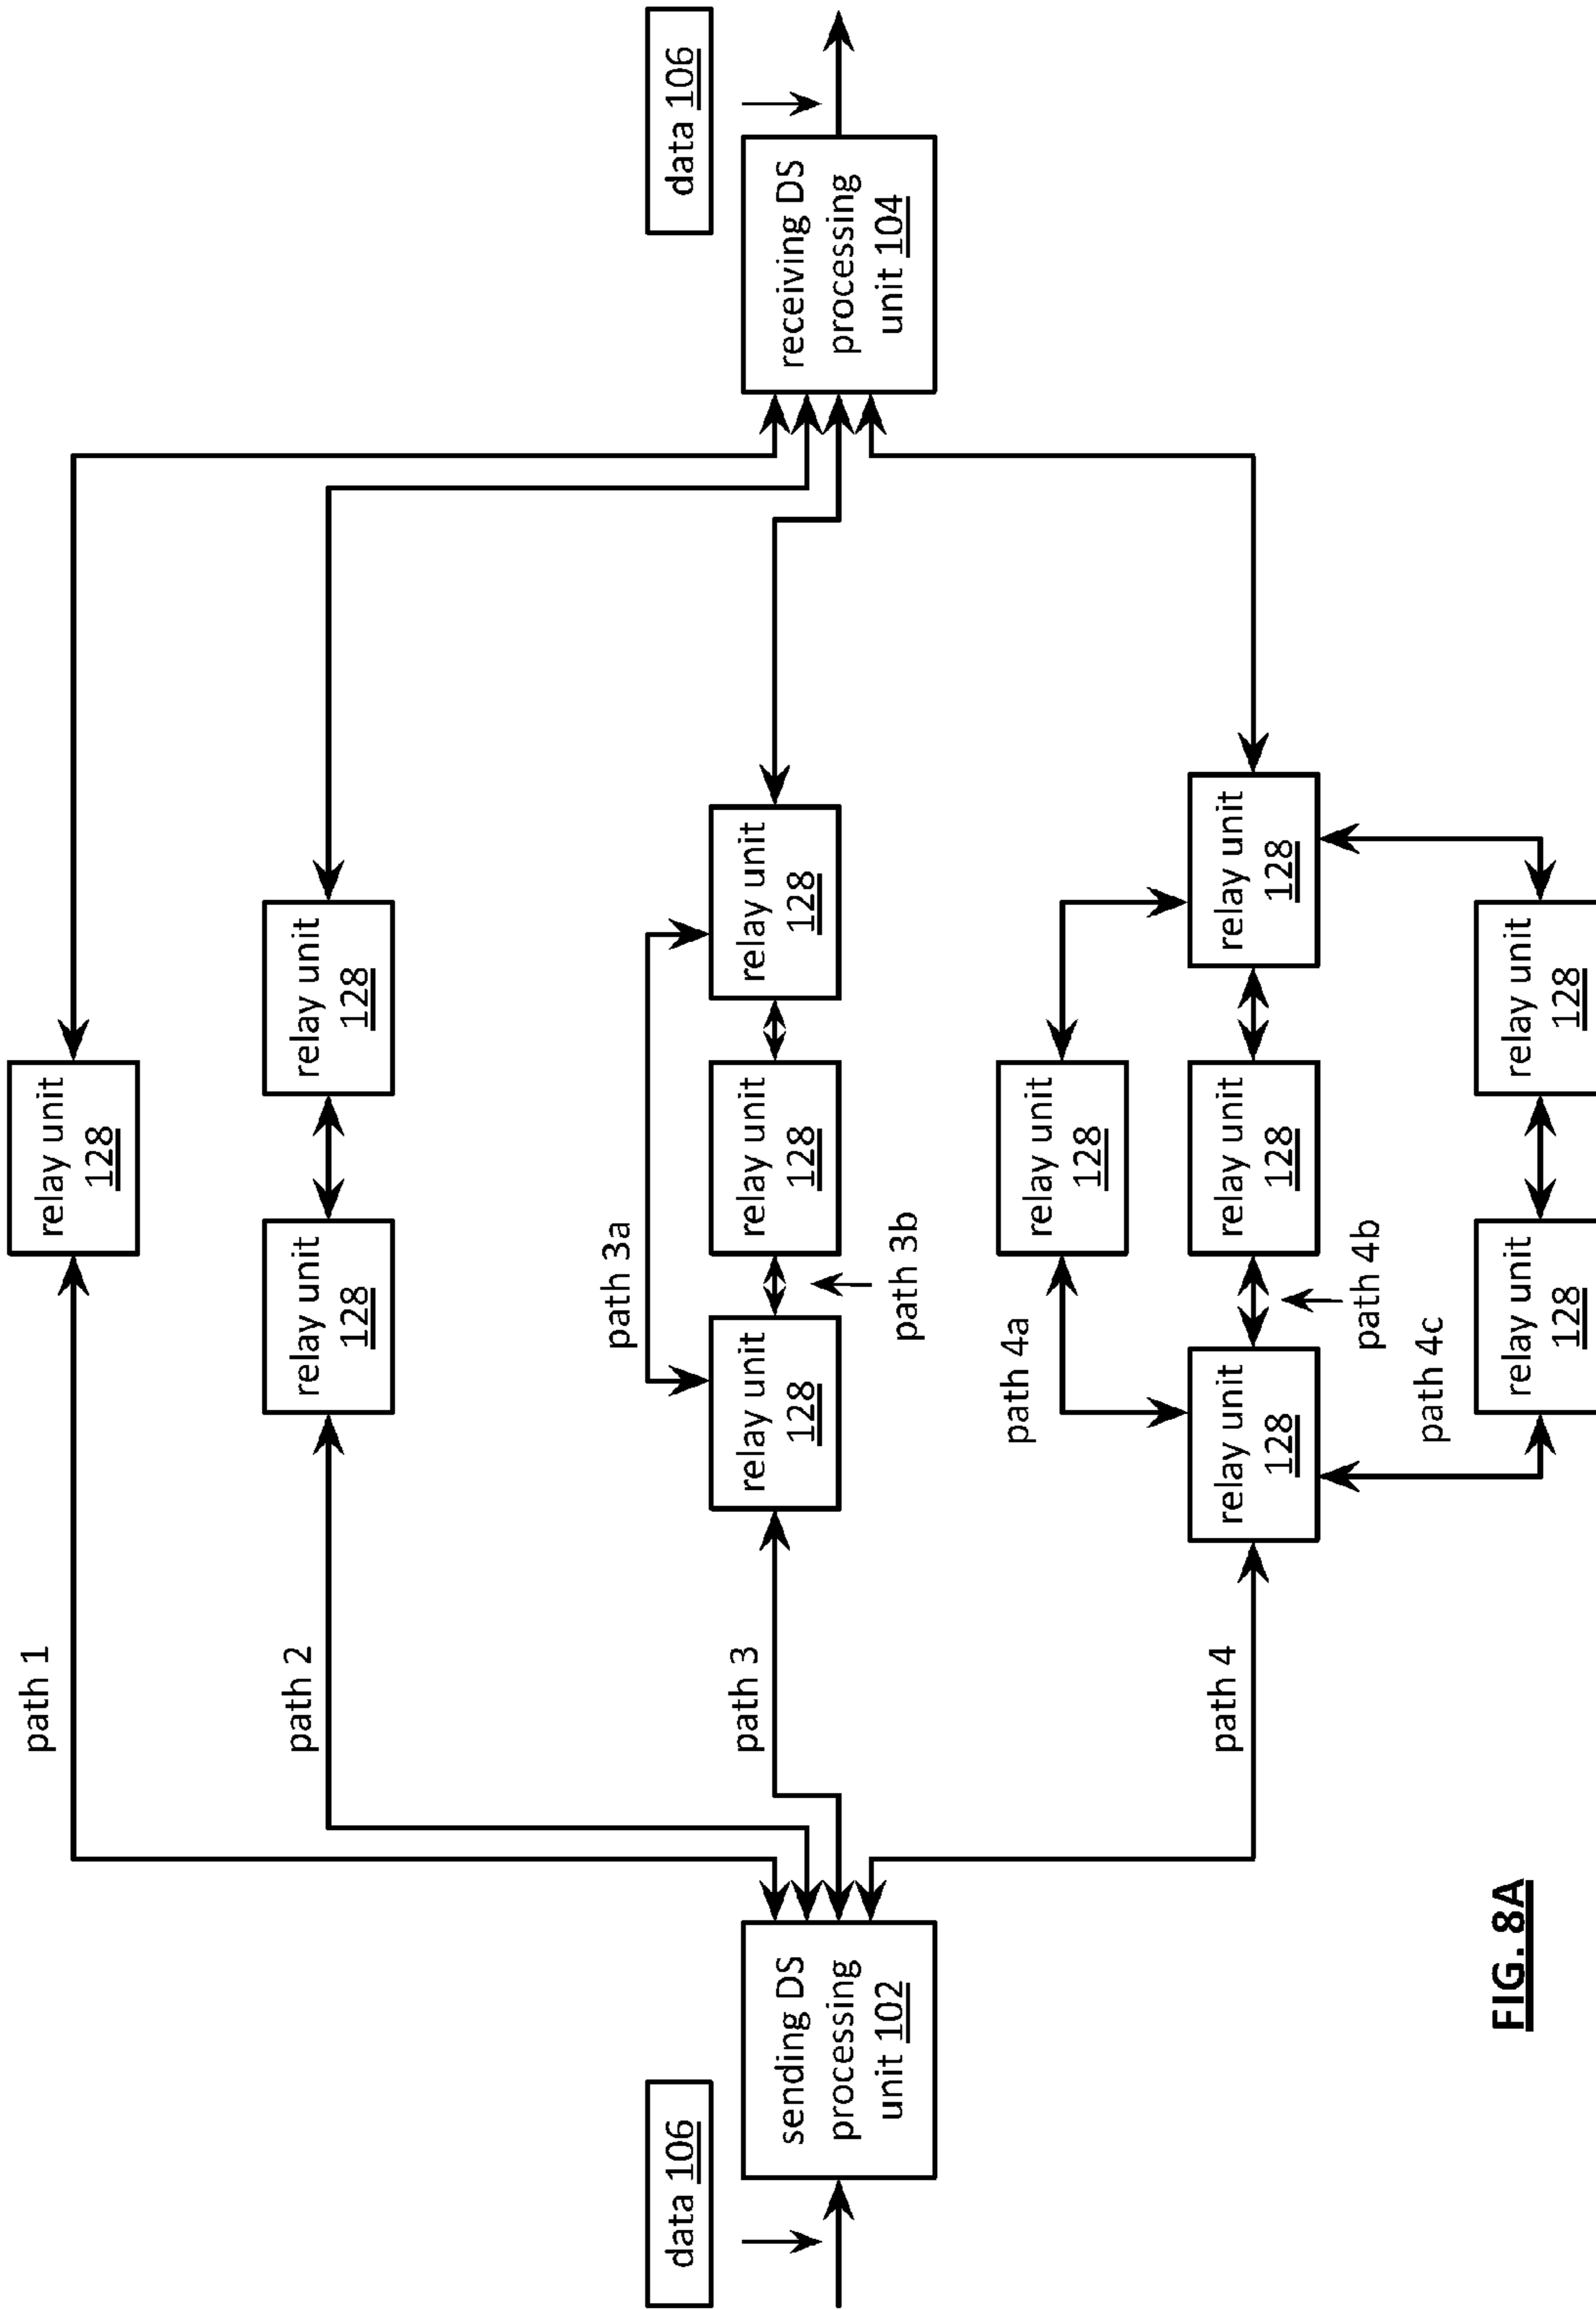 path 1
relay unit
128
path 2
relay unit
128
relay unit
128
data 106
data 106
path 3a
path 3
relay unit
128
relay unit
128
relay unit
128
path 3b
sending DS
processing
unit 102
receiving DS
processing
unit 104
path 4a
relay unit
128
path 4
relay unit
128
relay unit
128
relay unit
128
path 4b
path 4c
relay unit
128
relay unit
128
FIG. 8A